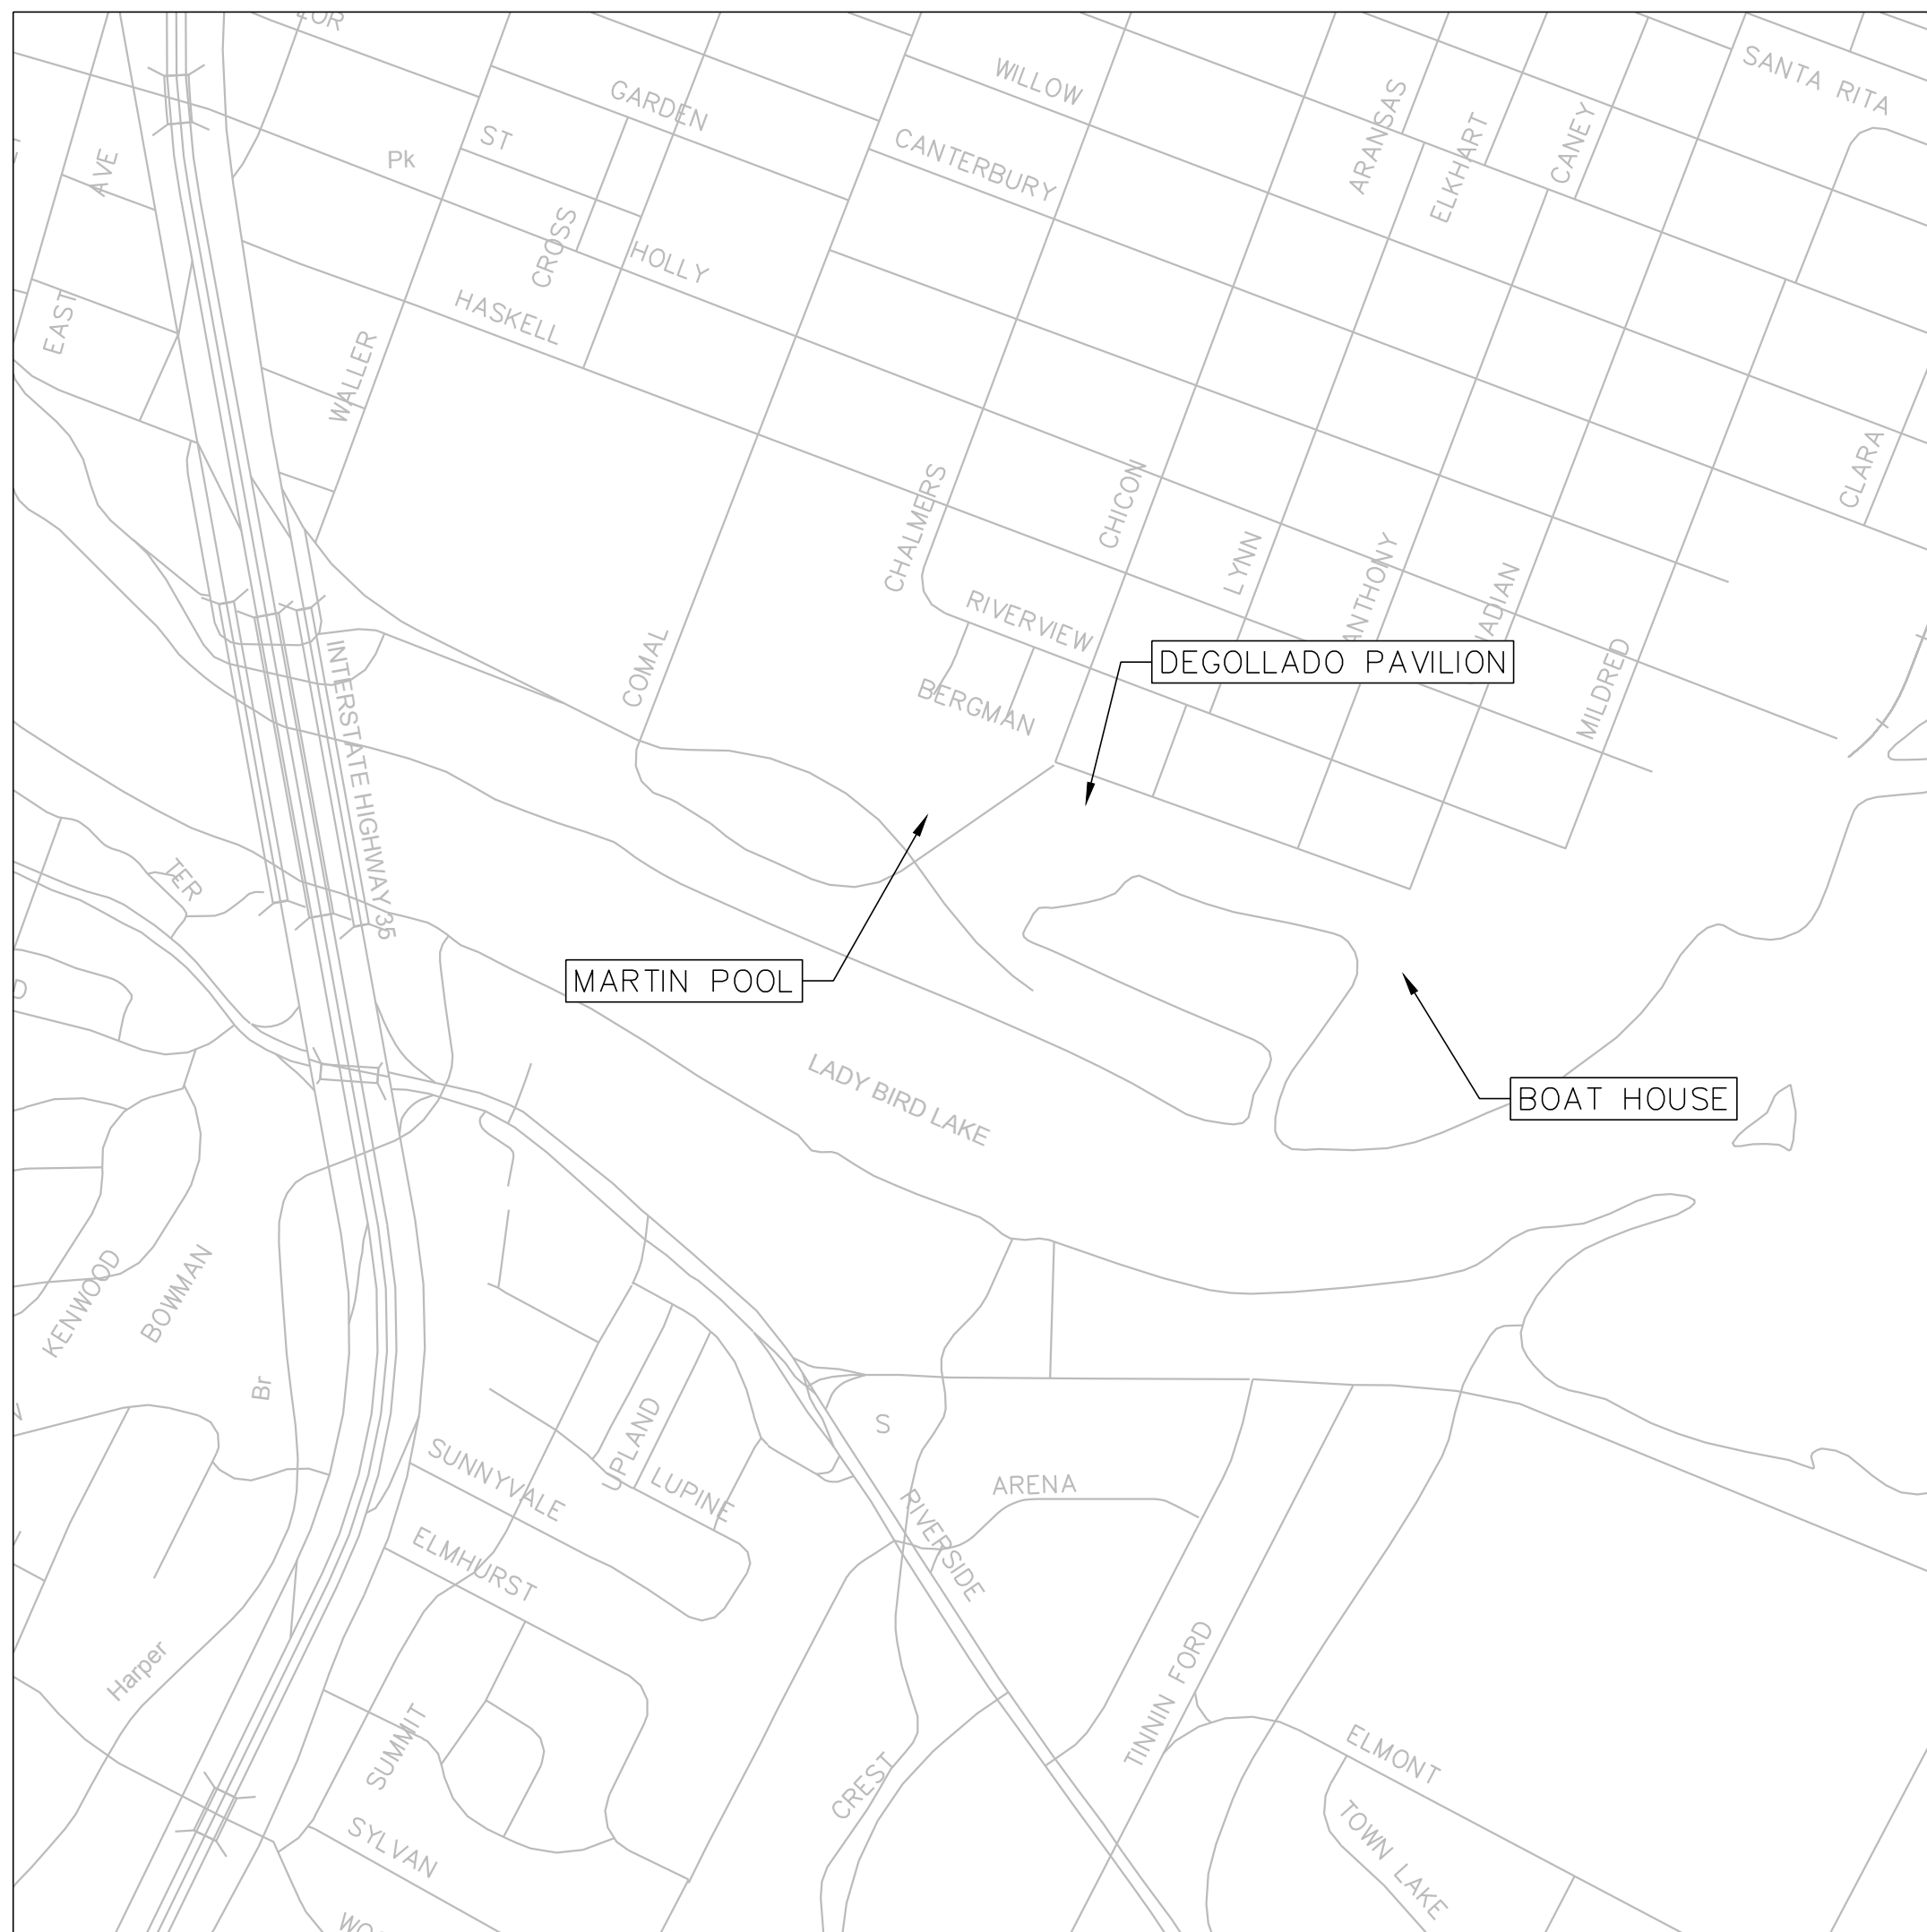 SANTA RITA
WILLOW
GARDEN
ST
Pk
CANTERBURY
ARANSAS
ELKHART
CANEY
AVE
CROSS
HOLLY
HASKELL
EAST
WALLER
CLARA
CHALMERS
CHICON
LYNN
ANTHONY
RIVERVIEW
COMAL
BERGMAN
MILDRED
DEGOLLADO PAVILION
INTERSTATE HIGHWAY 35
TER
MARTIN POOL
LADY BIRD LAKE
BOAT HOUSE
KENWOOD
BOWMAN
Br
S
UPLAND
SUNNYVALE
LUPINE
ARENA
RIVERSIDE
ELMHURST
Harper
TINNIN FORD
SUMMIT
CREST
ELMONT
SYLVAN
TOWN LAKE